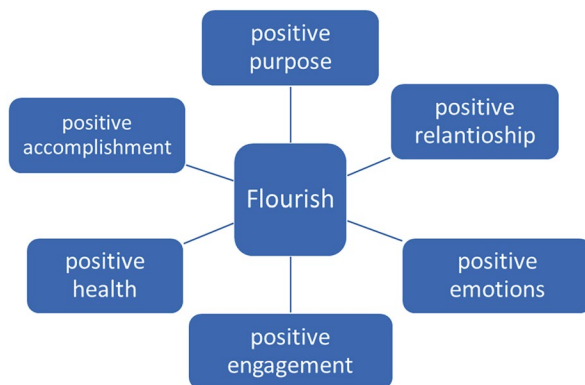 positive
purpose
positive
relantioship
positive
accomplishment
Flourish
positive
health
positive
emotions
positive
engagement